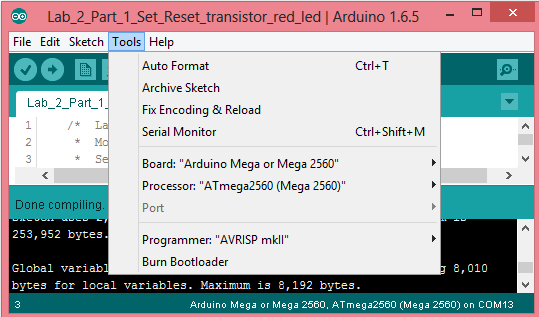 Lab_2_Part_1_Set_Reset_transistor_red_led | Arduino 1.6.5
File Edit Sketch Tools Help
Auto Format Ctrl+T
Archive Sketch
Fix Encoding & Reload
Serial Monitor Ctrl+Shift+M
Board: "Arduino Mega or Mega 2560"
Processor: "ATmega2560 (Mega 2560)"
Port
Programmer: "AVRISP mkII"
Burn Bootloader
Lab_2_Part_1_
1 /* La
2 * Mo
3 * Se
Done compiling.
253,952 bytes.
Global variab 8,010
bytes for local variables. Maximum is 8,192 bytes.
3 Arduino Mega or Mega 2560, ATmega2560 (Mega 2560) on COM13